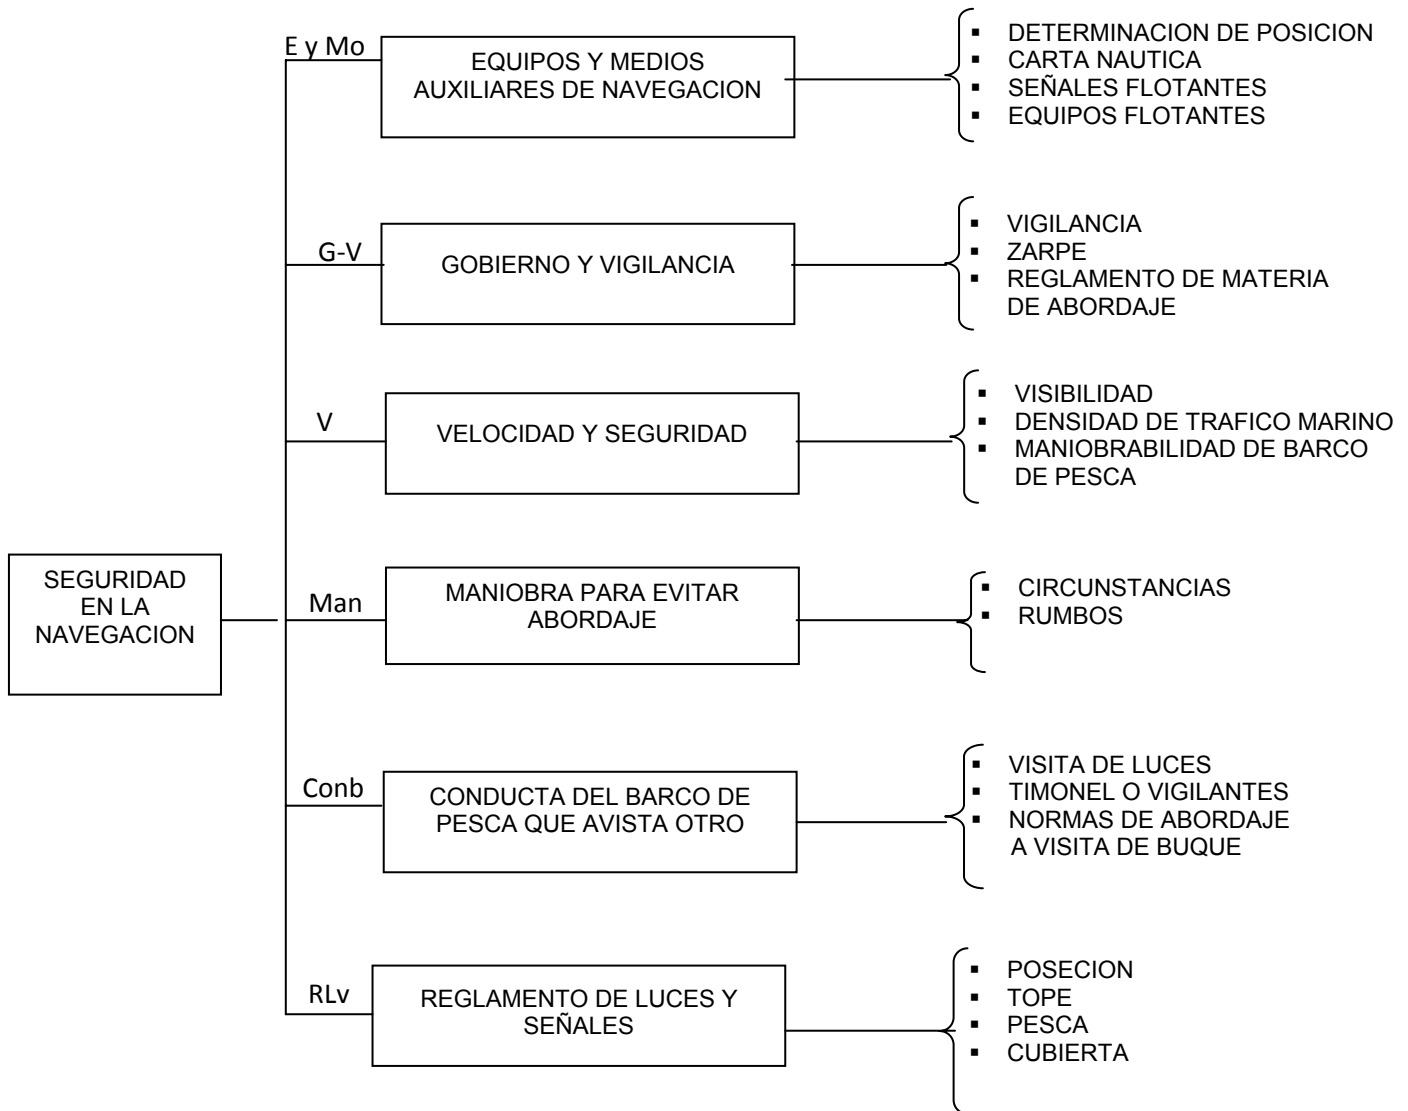 E y Mo
EQUIPOS Y MEDIOS
AUXILIARES DE NAVEGACION
▪ DETERMINACION DE POSICION
▪ CARTA NAUTICA
▪ SEÑALES FLOTANTES
▪ EQUIPOS FLOTANTES
G-V
GOBIERNO Y VIGILANCIA
▪ VIGILANCIA
▪ ZARPE
▪ REGLAMENTO DE MATERIA
DE ABORDAJE
V
VELOCIDAD Y SEGURIDAD
▪ VISIBILIDAD
▪ DENSIDAD DE TRAFICO MARINO
▪ MANIOBRABILIDAD DE BARCO
DE PESCA
SEGURIDAD
EN LA
NAVEGACION
Man
MANIOBRA PARA EVITAR
ABORDAJE
▪ CIRCUNSTANCIAS
▪ RUMBOS
Conb
CONDUCTA DEL BARCO DE
PESCA QUE AVISTA OTRO
▪ VISITA DE LUCES
▪ TIMONEL O VIGILANTES
▪ NORMAS DE ABORDAJE
A VISITA DE BUQUE
RLv
REGLAMENTO DE LUCES Y
SEÑALES
▪ POSECION
▪ TOPE
▪ PESCA
▪ CUBIERTA